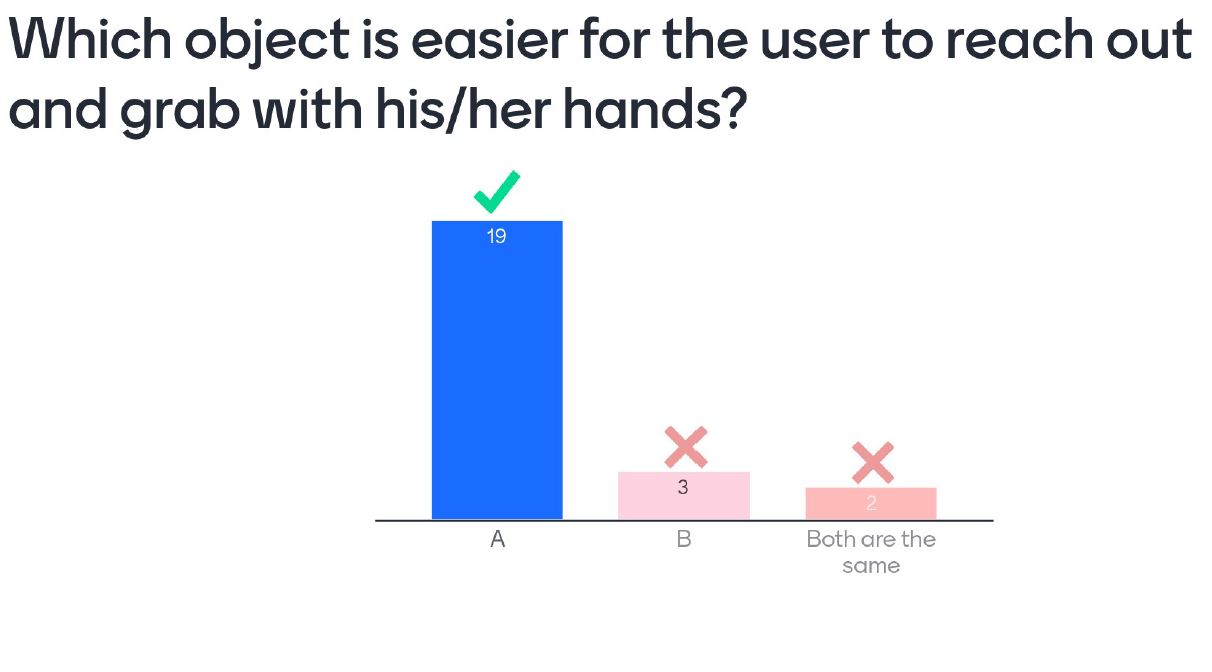 Which object is easier for the user to reach out
and grab with his/her hands?
19
3
2
A
B
Both are the
same